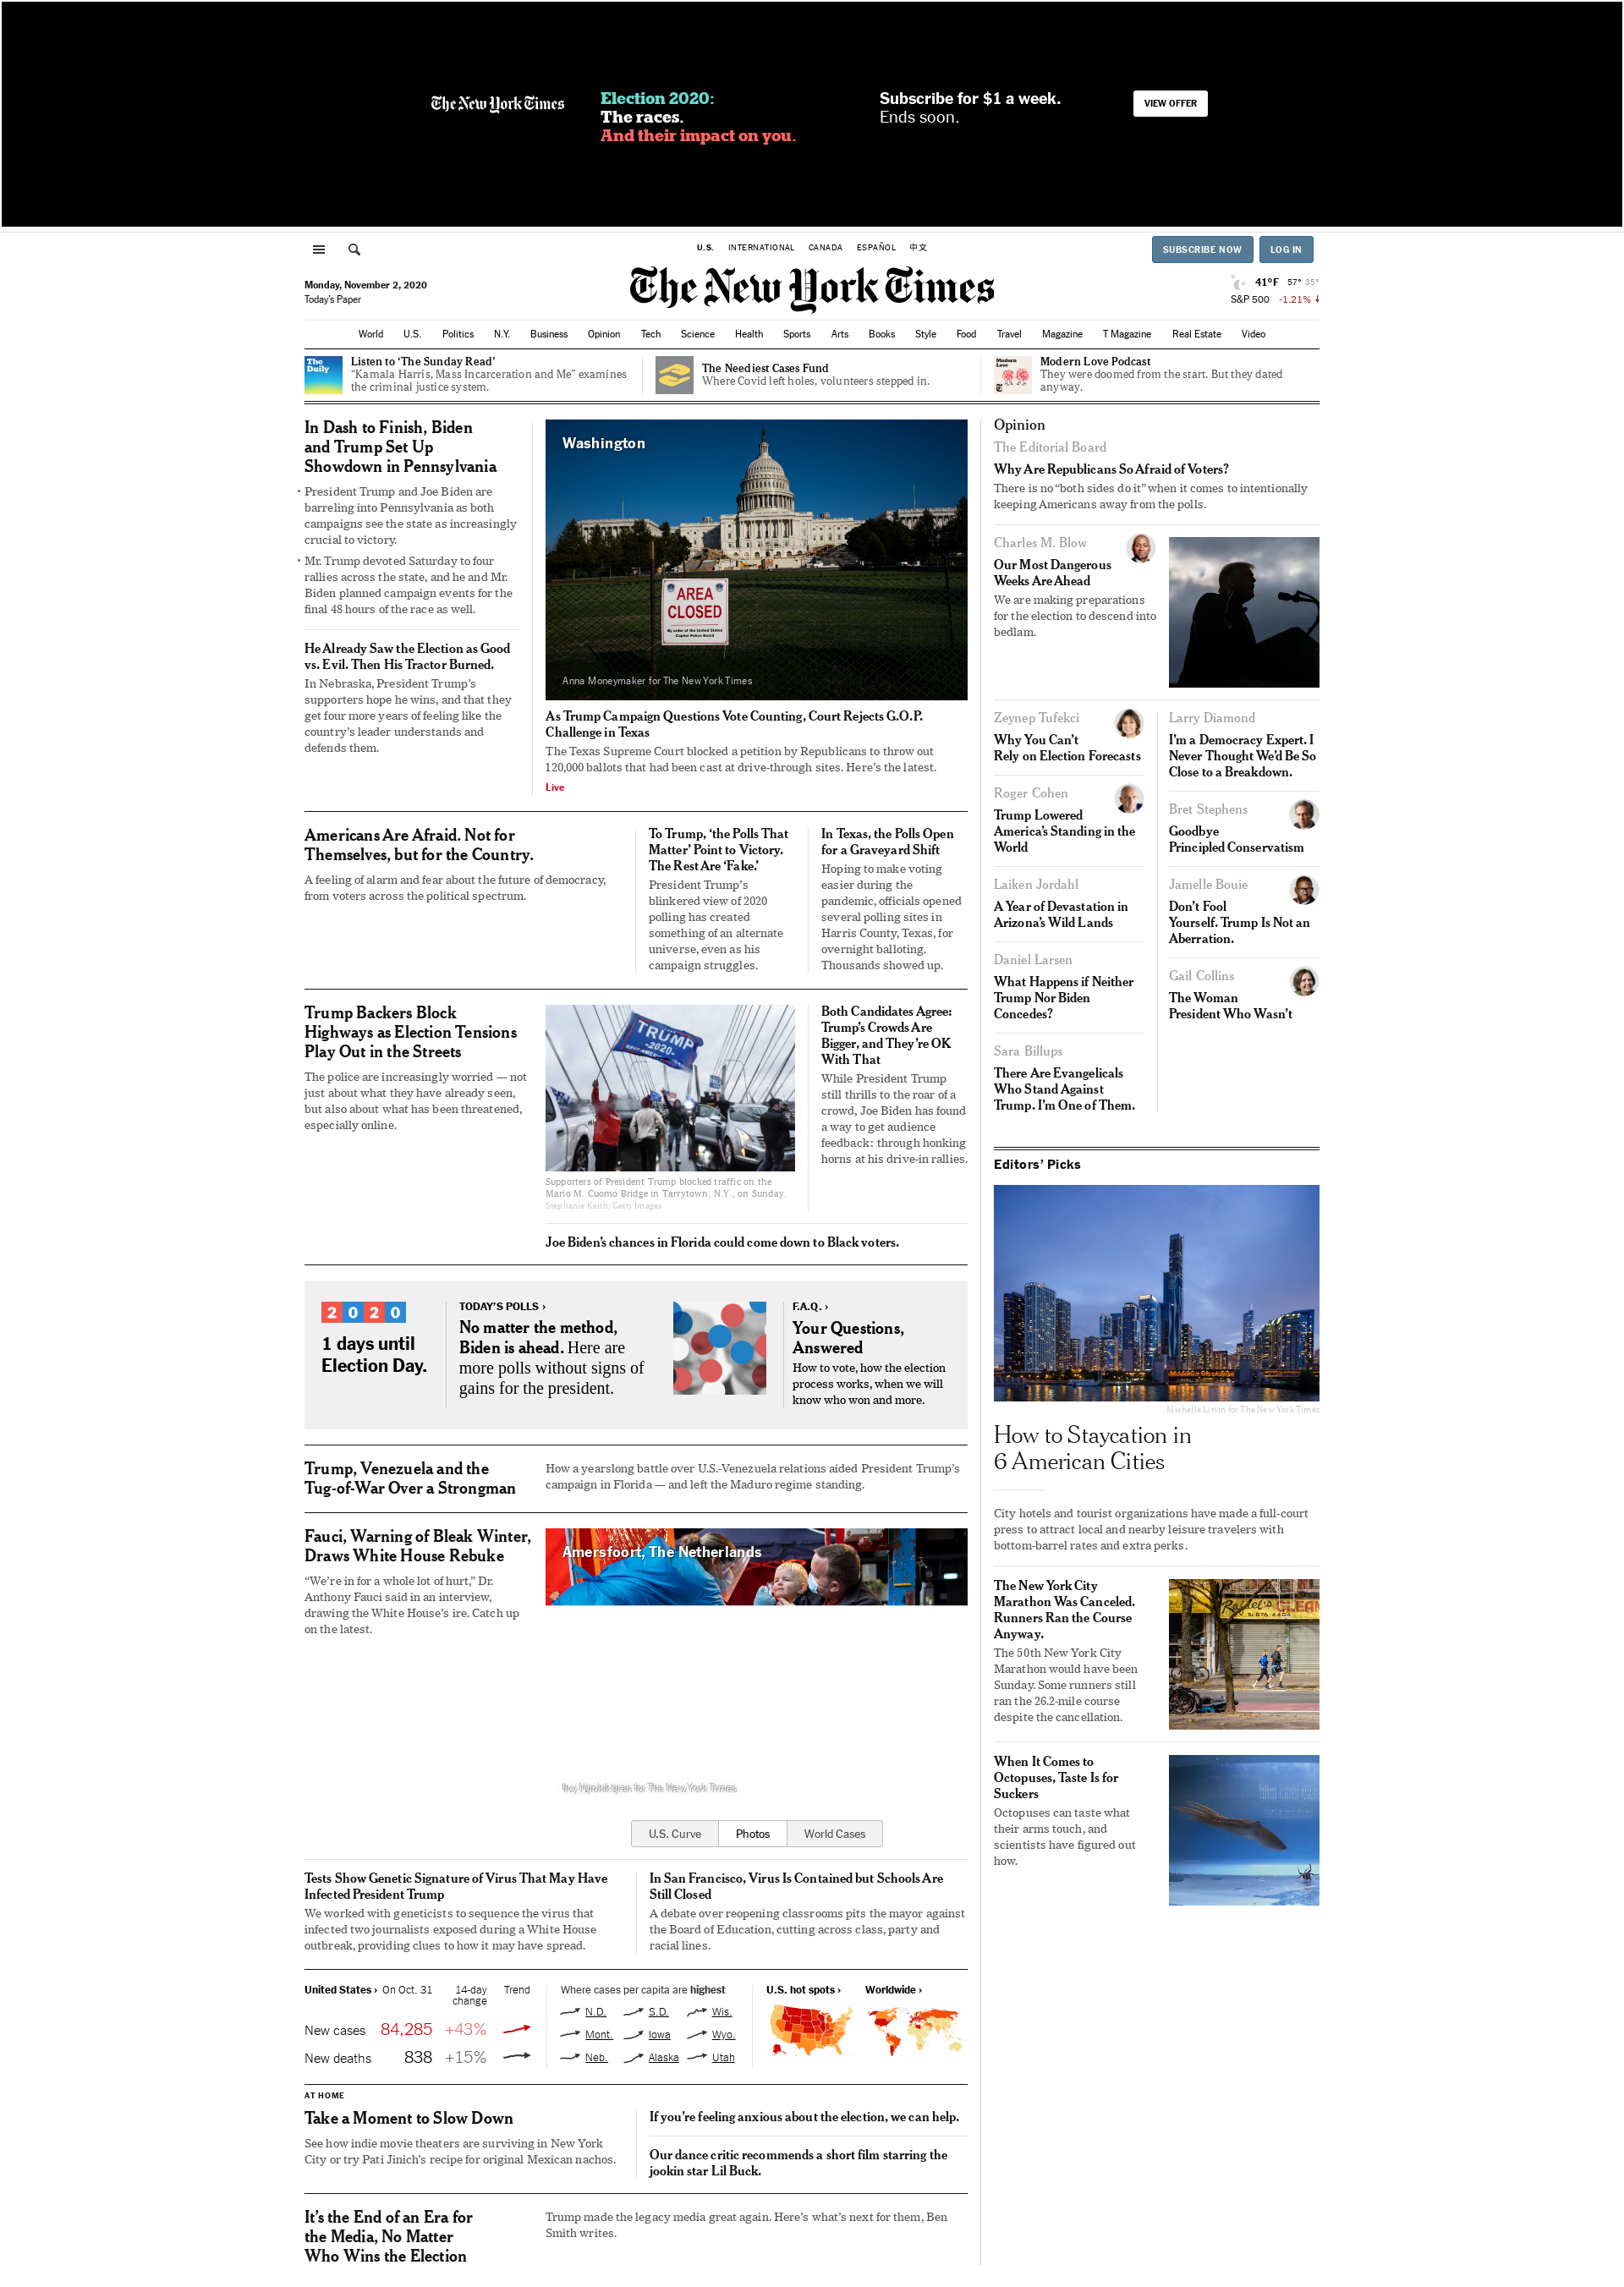 The New York Times
Election 2020:
The races.
And their impact on you.
Subscribe for $1 a week.
Ends soon.
VIEW OFFER
U.S.
INTERNATIONAL
CANADA
ESPAÑOL
中文
SUBSCRIBE NOW
LOG IN
Monday, November 2, 2020
Today's Paper
The New York Times
41°F 57° 35°
S&P 500 -1.21%
World
U.S.
Politics
N.Y.
Business
Opinion
Tech
Science
Health
Sports
Arts
Books
Style
Food
Travel
Magazine
T Magazine
Real Estate
Video
The
Daily
Listen to ‘The Sunday Read’
“Kamala Harris, Mass Incarceration and Me” examines
the criminal justice system.
The Neediest Cases Fund
Where Covid left holes, volunteers stepped in.
Modern
Love
Modern Love Podcast
They were doomed from the start. But they dated
anyway.
In Dash to Finish, Biden
and Trump Set Up
Showdown in Pennsylvania
• President Trump and Joe Biden are
barreling into Pennsylvania as both
campaigns see the state as increasingly
crucial to victory.
• Mr. Trump devoted Saturday to four
rallies across the state, and he and Mr.
Biden planned campaign events for the
final 48 hours of the race as well.
He Already Saw the Election as Good
vs. Evil. Then His Tractor Burned.
In Nebraska, President Trump’s
supporters hope he wins, and that they
get four more years of feeling like the
country’s leader understands and
defends them.
Washington
AREA
CLOSED
By order of the United States
Capitol Police Board
Anna Moneymaker for The New York Times
As Trump Campaign Questions Vote Counting, Court Rejects G.O.P.
Challenge in Texas
The Texas Supreme Court blocked a petition by Republicans to throw out
120,000 ballots that had been cast at drive-through sites. Here’s the latest.
Live
Americans Are Afraid. Not for
Themselves, but for the Country.
A feeling of alarm and fear about the future of democracy,
from voters across the political spectrum.
To Trump, ‘the Polls That
Matter’ Point to Victory.
The Rest Are ‘Fake.’
President Trump’s
blinkered view of 2020
polling has created
something of an alternate
universe, even as his
campaign struggles.
In Texas, the Polls Open
for a Graveyard Shift
Hoping to make voting
easier during the
pandemic, officials opened
several polling sites in
Harris County, Texas, for
overnight balloting.
Thousands showed up.
Trump Backers Block
Highways as Election Tensions
Play Out in the Streets
The police are increasingly worried — not
just about what they have already seen,
but also about what has been threatened,
especially online.
TRUMP
2020
Supporters of President Trump blocked traffic on the
Mario M. Cuomo Bridge in Tarrytown, N.Y., on Sunday.
Stephanie Keith/Getty Images
Both Candidates Agree:
Trump’s Crowds Are
Bigger, and They’re OK
With That
While President Trump
still thrills to the roar of a
crowd, Joe Biden has found
a way to get audience
feedback: through honking
horns at his drive-in rallies.
Joe Biden’s chances in Florida could come down to Black voters.
2020
1 days until
Election Day.
TODAY’S POLLS ›
No matter the method,
Biden is ahead. Here are
more polls without signs of
gains for the president.
F.A.Q. ›
Your Questions,
Answered
How to vote, how the election
process works, when we will
know who won and more.
Trump, Venezuela and the
Tug-of-War Over a Strongman
How a yearslong battle over U.S.-Venezuela relations aided President Trump’s
campaign in Florida — and left the Maduro regime standing.
Fauci, Warning of Bleak Winter,
Draws White House Rebuke
“We’re in for a whole lot of hurt,” Dr.
Anthony Fauci said in an interview,
drawing the White House’s ire. Catch up
on the latest.
Amersfoort, The Netherlands
Ilvy Njiokiktjien for The New York Times
U.S. Curve
Photos
World Cases
Tests Show Genetic Signature of Virus That May Have
Infected President Trump
We worked with geneticists to sequence the virus that
infected two journalists exposed during a White House
outbreak, providing clues to how it may have spread.
In San Francisco, Virus Is Contained but Schools Are
Still Closed
A debate over reopening classrooms pits the mayor against
the Board of Education, cutting across class, party and
racial lines.
United States › On Oct. 31 14-day Trend
change
New cases 84,285 +43%
New deaths 838 +15%
Where cases per capita are highest
N.D. S.D. Wis.
Mont. Iowa Wyo.
Neb. Alaska Utah
U.S. hot spots ›
Worldwide ›
AT HOME
Take a Moment to Slow Down
See how indie movie theaters are surviving in New York
City or try Pati Jinich’s recipe for original Mexican nachos.
If you’re feeling anxious about the election, we can help.
Our dance critic recommends a short film starring the
jookin star Lil Buck.
It’s the End of an Era for
the Media, No Matter
Who Wins the Election
Trump made the legacy media great again. Here’s what’s next for them, Ben
Smith writes.
Opinion
The Editorial Board
Why Are Republicans So Afraid of Voters?
There is no “both sides do it” when it comes to intentionally
keeping Americans away from the polls.
Charles M. Blow
Our Most Dangerous
Weeks Are Ahead
We are making preparations
for the election to descend into
bedlam.
Zeynep Tufekci
Why You Can’t
Rely on Election Forecasts
Roger Cohen
Trump Lowered
America’s Standing in the
World
Laiken Jordahl
A Year of Devastation in
Arizona’s Wild Lands
Daniel Larsen
What Happens if Neither
Trump Nor Biden
Concedes?
Sara Billups
There Are Evangelicals
Who Stand Against
Trump. I’m One of Them.
Larry Diamond
I’m a Democracy Expert. I
Never Thought We’d Be So
Close to a Breakdown.
Bret Stephens
Goodbye
Principled Conservatism
Jamelle Bouie
Don’t Fool
Yourself. Trump Is Not an
Aberration.
Gail Collins
The Woman
President Who Wasn’t
Editors’ Picks
Michelle Litvin for The New York Times
How to Staycation in
6 American Cities
City hotels and tourist organizations have made a full-court
press to attract local and nearby leisure travelers with
bottom-barrel rates and extra perks.
The New York City
Marathon Was Canceled.
Runners Ran the Course
Anyway.
The 50th New York City
Marathon would have been
Sunday. Some runners still
ran the 26.2-mile course
despite the cancellation.
When It Comes to
Octopuses, Taste Is for
Suckers
Octopuses can taste what
their arms touch, and
scientists have figured out
how.